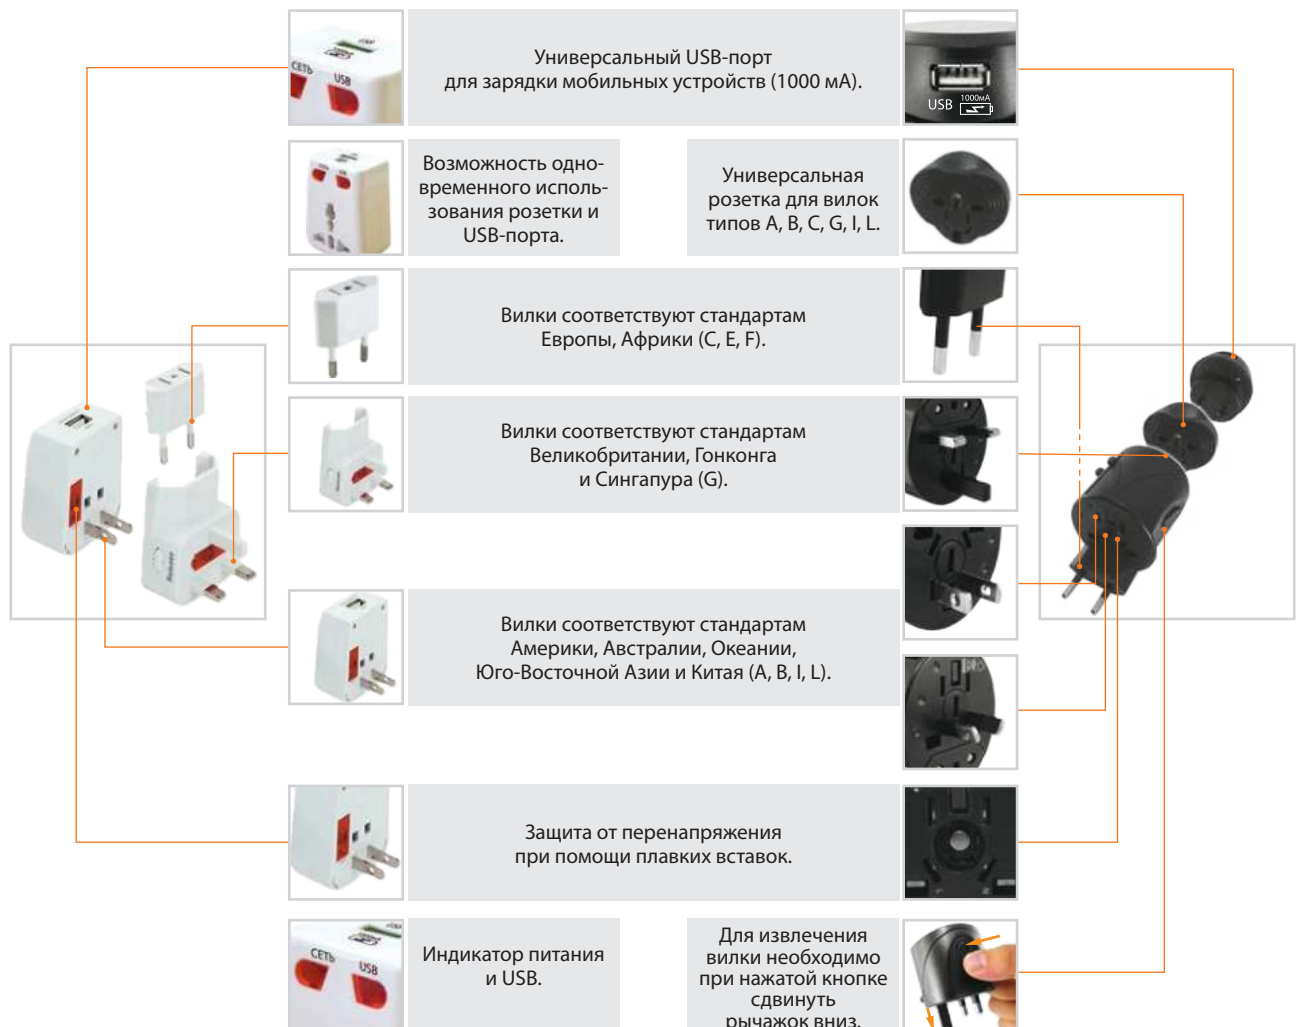 СЕТЬ
USB
Универсальный USB-порт
для зарядки мобильных устройств (1000 мА).
USB 1000мА
Возможность одно-
временного исполь-
зования розетки и
USB-порта.
Универсальная
розетка для вилок
типов A, B, C, G, I, L.
Вилки соответствуют стандартам
Европы, Африки (C, E, F).
Вилки соответствуют стандартам
Великобритании, Гонконга
и Сингапура (G).
Вилки соответствуют стандартам
Америки, Австралии, Океании,
Юго-Восточной Азии и Китая (A, B, I, L).
Защита от перенапряжения
при помощи плавких вставок.
СЕТЬ
USB
Индикатор питания
и USB.
Для извлечения
вилки необходимо
при нажатой кнопке
сдвинуть
рычажок вниз.